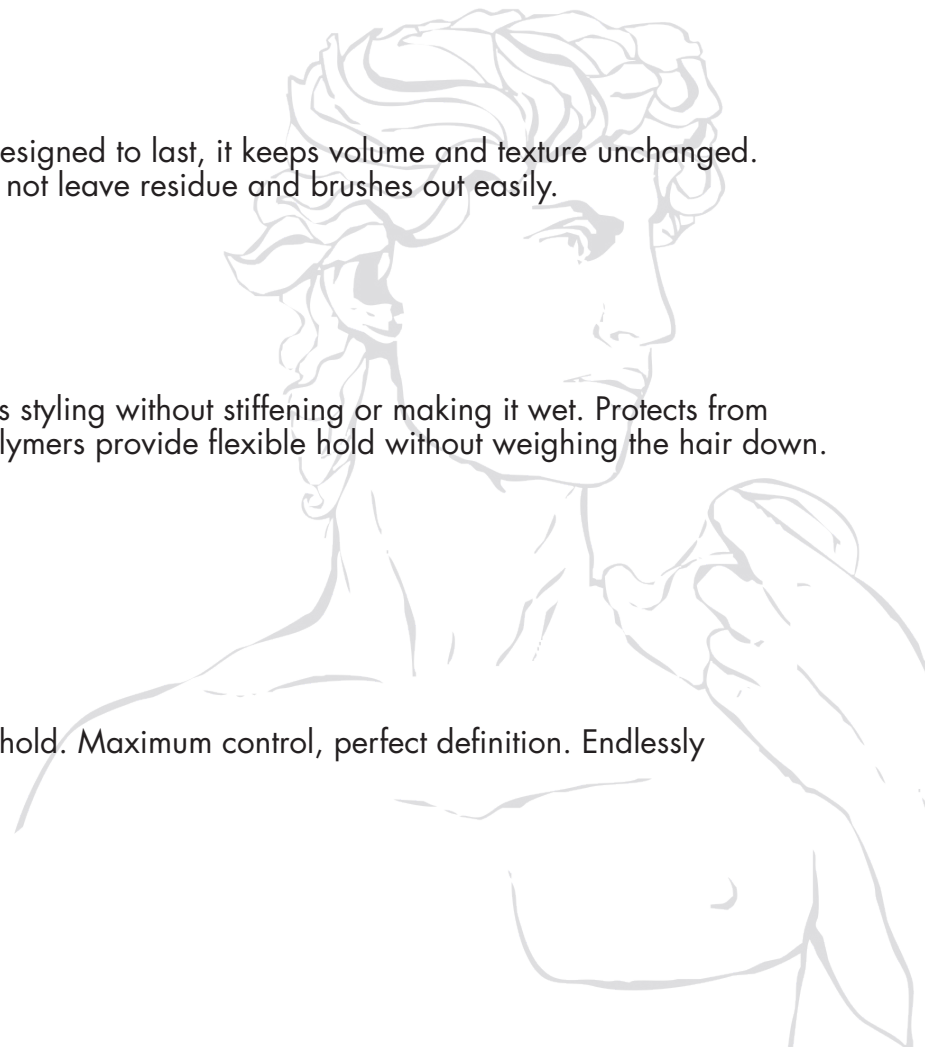 esigned to last, it keeps volume and texture unchanged.
not leave residue and brushes out easily.
s styling without stiffening or making it wet. Protects from
lymers provide flexible hold without weighing the hair down.
hold. Maximum control, perfect definition. Endlessly